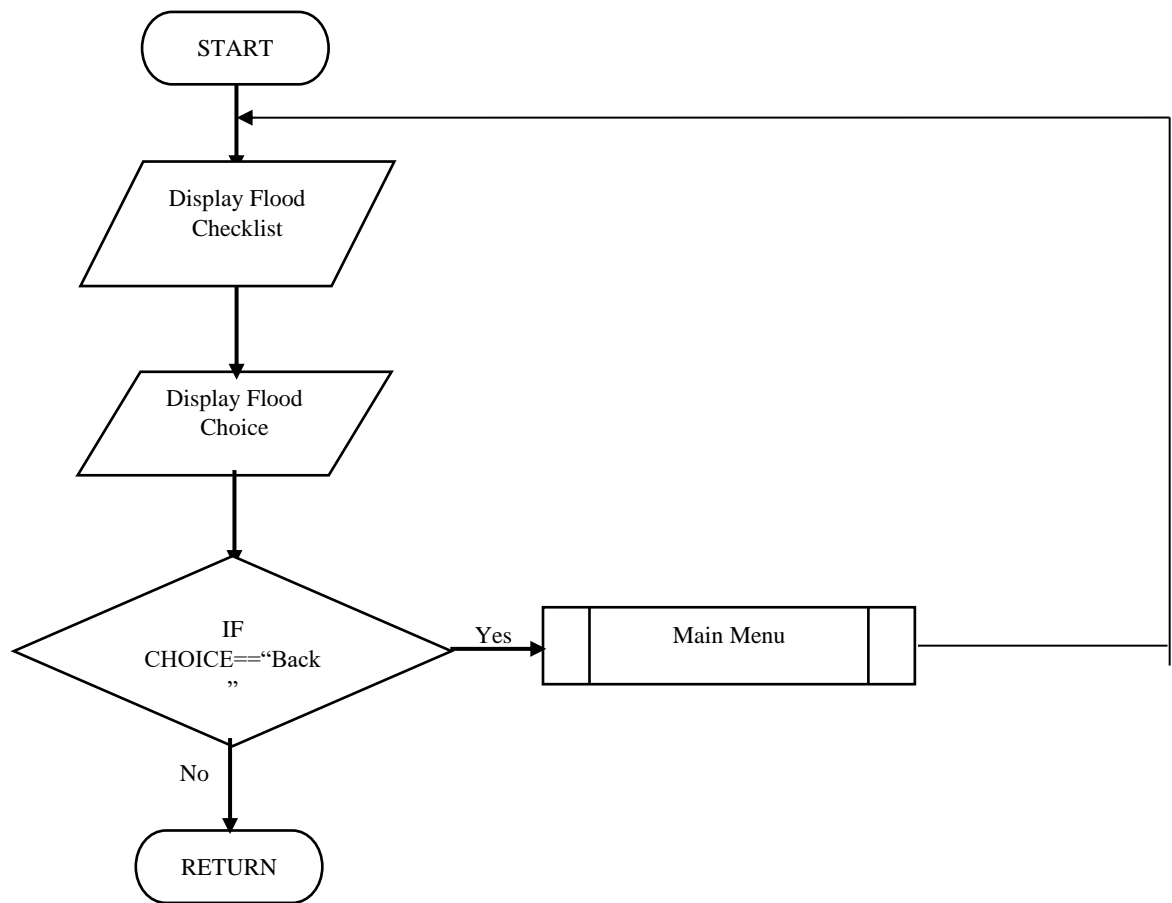 START
Display Flood
Checklist
Display Flood
Choice
IF
CHOICE==“Back
”
Yes
Main Menu
No
RETURN